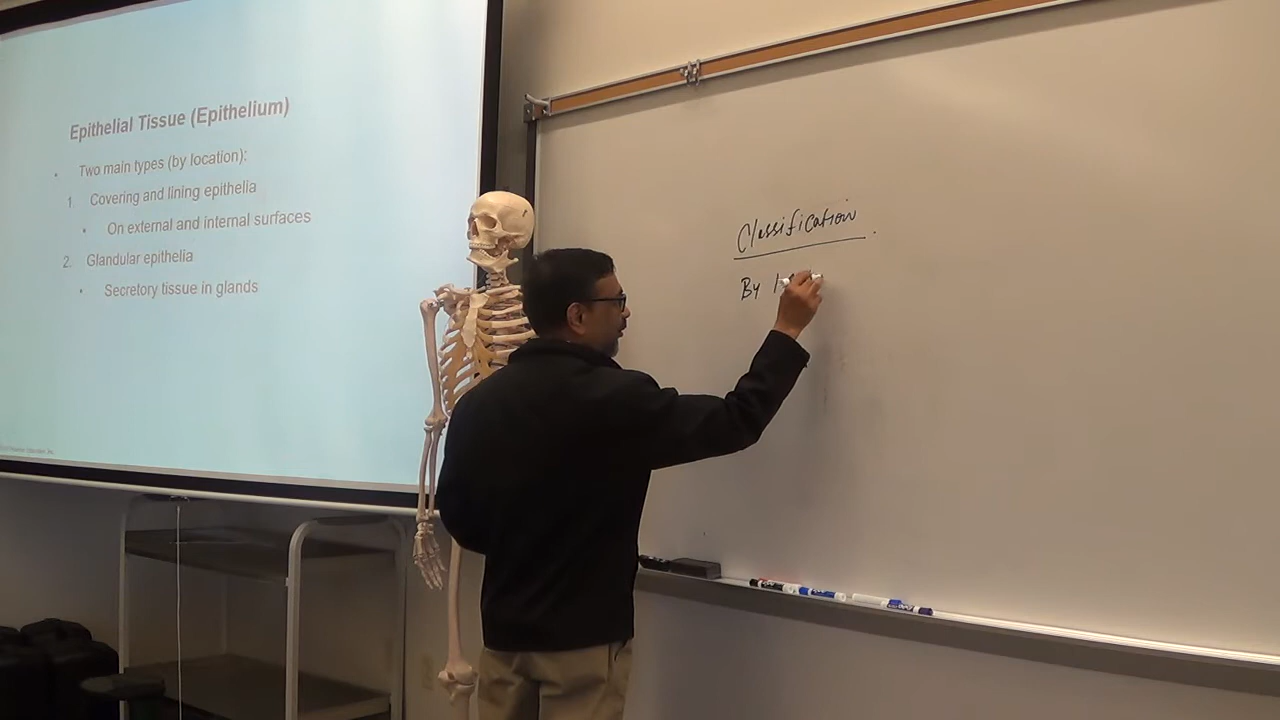 Epithelial Tissue (Epithelium)
• Two main types (by location):
1. Covering and lining epithelia
• On external and internal surfaces
2. Glandular epithelia
• Secretory tissue in glands
Classification.
By